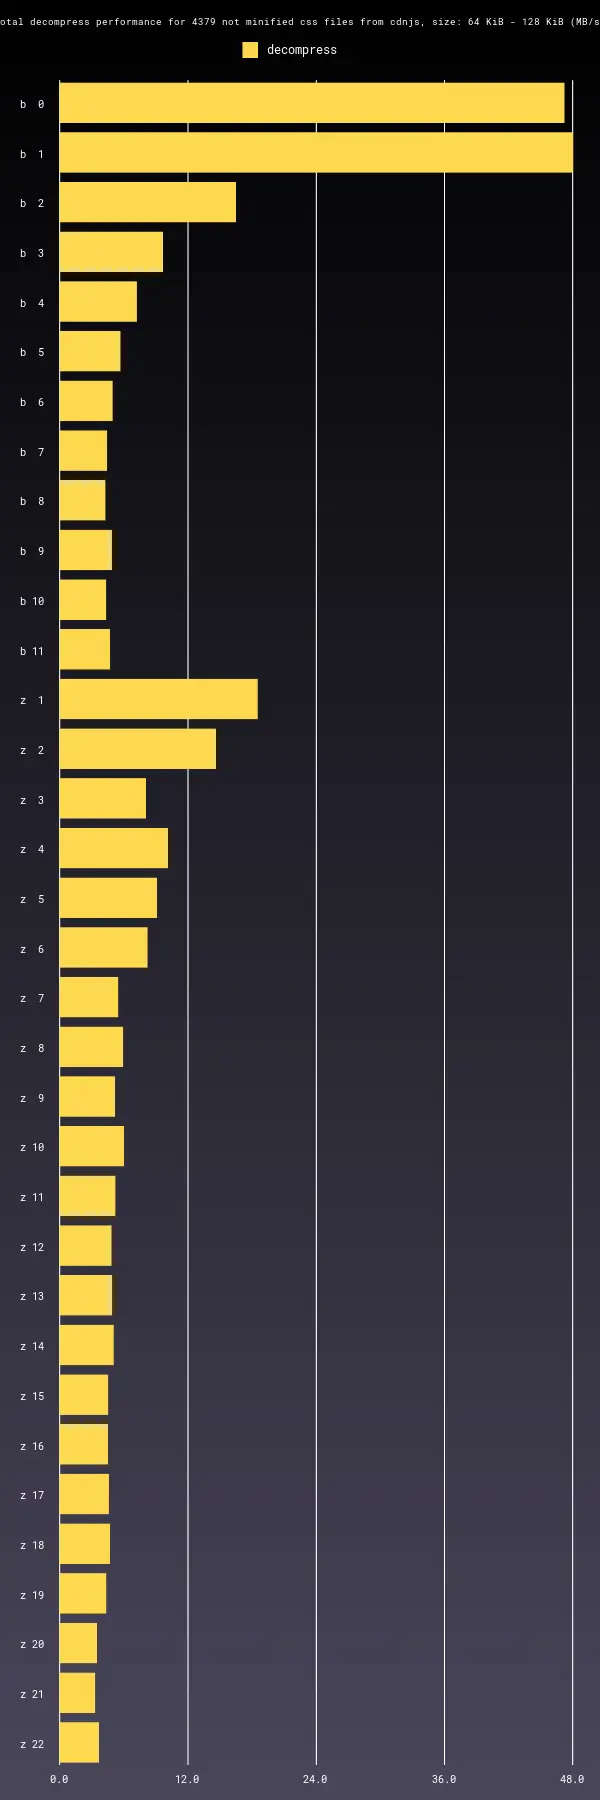 otal decompress performance for 4379 not minified css files from cdnjs, size: 64 KiB - 128 KiB (MB/s
decompress
b 0
b 1
b 2
b 3
b 4
b 5
b 6
b 7
b 8
b 9
b 10
b 11
z 1
z 2
z 3
z 4
z 5
z 6
z 7
z 8
z 9
z 10
z 11
z 12
z 13
z 14
z 15
z 16
z 17
z 18
z 19
z 20
z 21
z 22
0.0 12.0 24.0 36.0 48.0